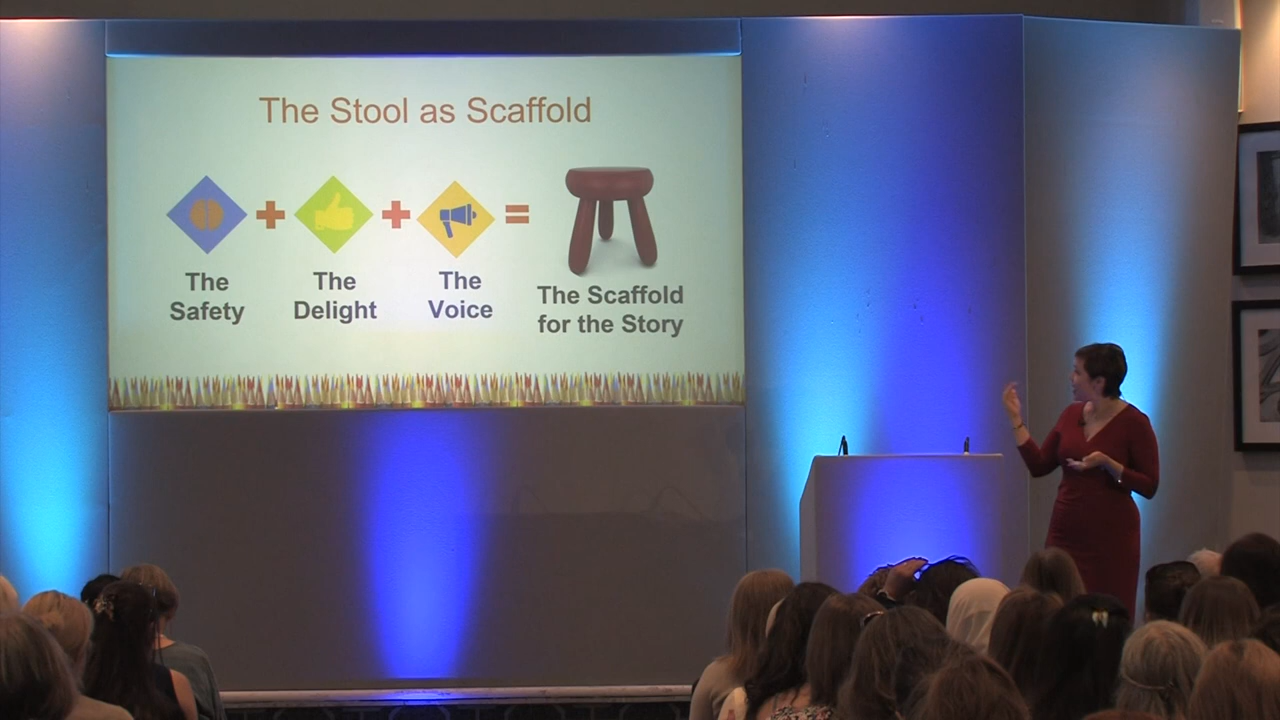 The Stool as Scaffold
The
Safety
The
Delight
The
Voice
The Scaffold
for the Story